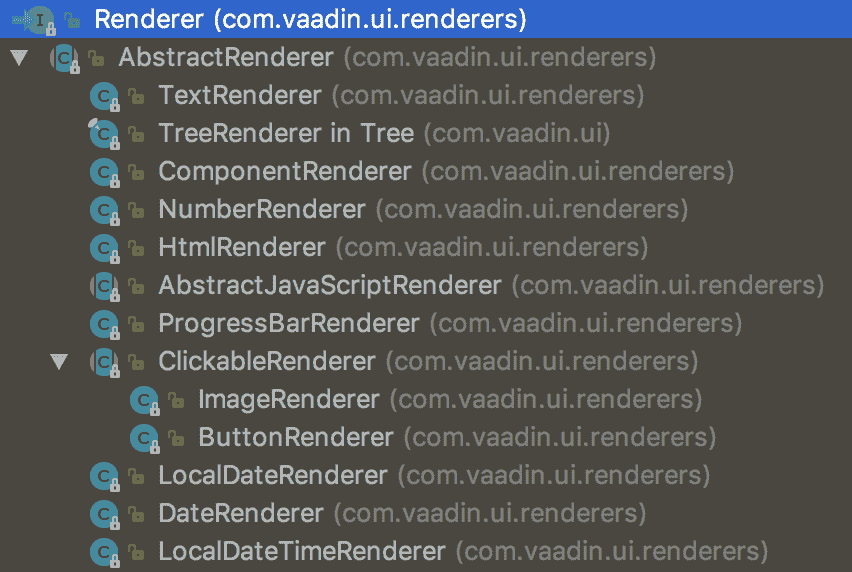 Renderer (com.vaadin.ui.renderers)
AbstractRenderer (com.vaadin.ui.renderers)
TextRenderer (com.vaadin.ui.renderers)
TreeRenderer in Tree (com.vaadin.ui)
ComponentRenderer (com.vaadin.ui.renderers)
NumberRenderer (com.vaadin.ui.renderers)
HtmlRenderer (com.vaadin.ui.renderers)
AbstractJavaScriptRenderer (com.vaadin.ui.renderers)
ProgressBarRenderer (com.vaadin.ui.renderers)
ClickableRenderer (com.vaadin.ui.renderers)
ImageRenderer (com.vaadin.ui.renderers)
ButtonRenderer (com.vaadin.ui.renderers)
LocalDateRenderer (com.vaadin.ui.renderers)
DateRenderer (com.vaadin.ui.renderers)
LocalDateTimeRenderer (com.vaadin.ui.renderers)